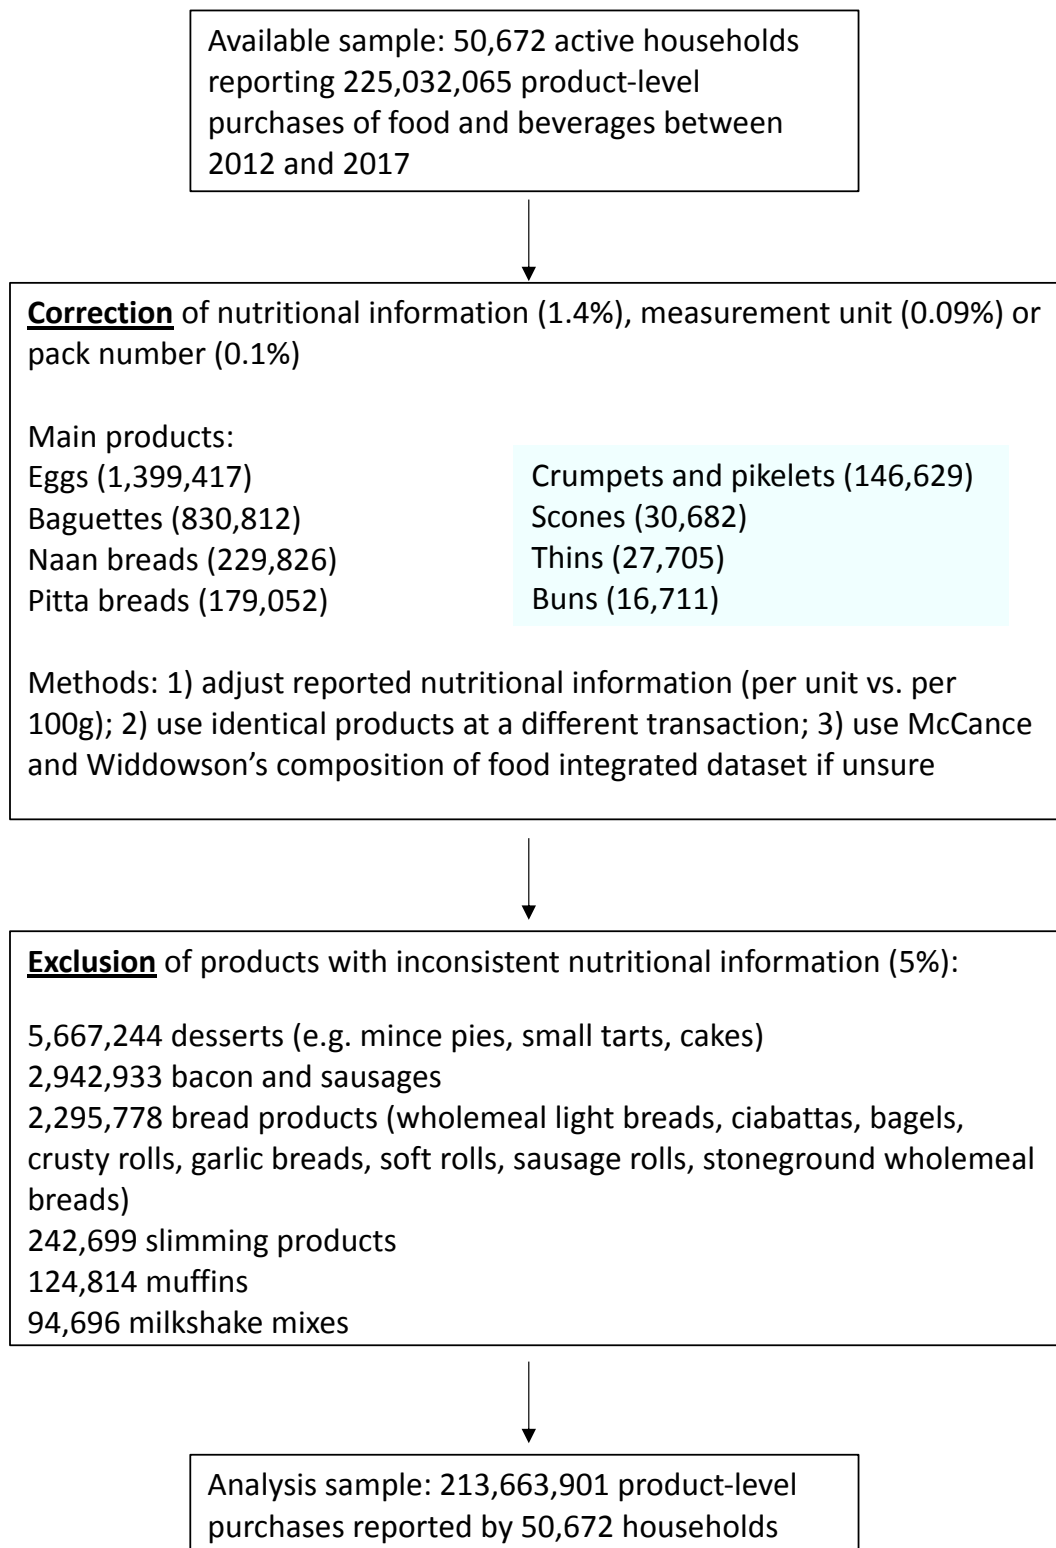 Available sample: 50,672 active households
reporting 225,032,065 product-level
purchases of food and beverages between
2012 and 2017
Correction of nutritional information (1.4%), measurement unit (0.09%) or
pack number (0.1%)
Main products:
Eggs (1,399,417)
Baguettes (830,812)
Naan breads (229,826)
Pitta breads (179,052)
Crumpets and pikelets (146,629)
Scones (30,682)
Thins (27,705)
Buns (16,711)
Methods: 1) adjust reported nutritional information (per unit vs. per
100g); 2) use identical products at a different transaction; 3) use McCance
and Widdowson’s composition of food integrated dataset if unsure
Exclusion of products with inconsistent nutritional information (5%):
5,667,244 desserts (e.g. mince pies, small tarts, cakes)
2,942,933 bacon and sausages
2,295,778 bread products (wholemeal light breads, ciabattas, bagels,
crusty rolls, garlic breads, soft rolls, sausage rolls, stoneground wholemeal
breads)
242,699 slimming products
124,814 muffins
94,696 milkshake mixes
Analysis sample: 213,663,901 product-level
purchases reported by 50,672 households